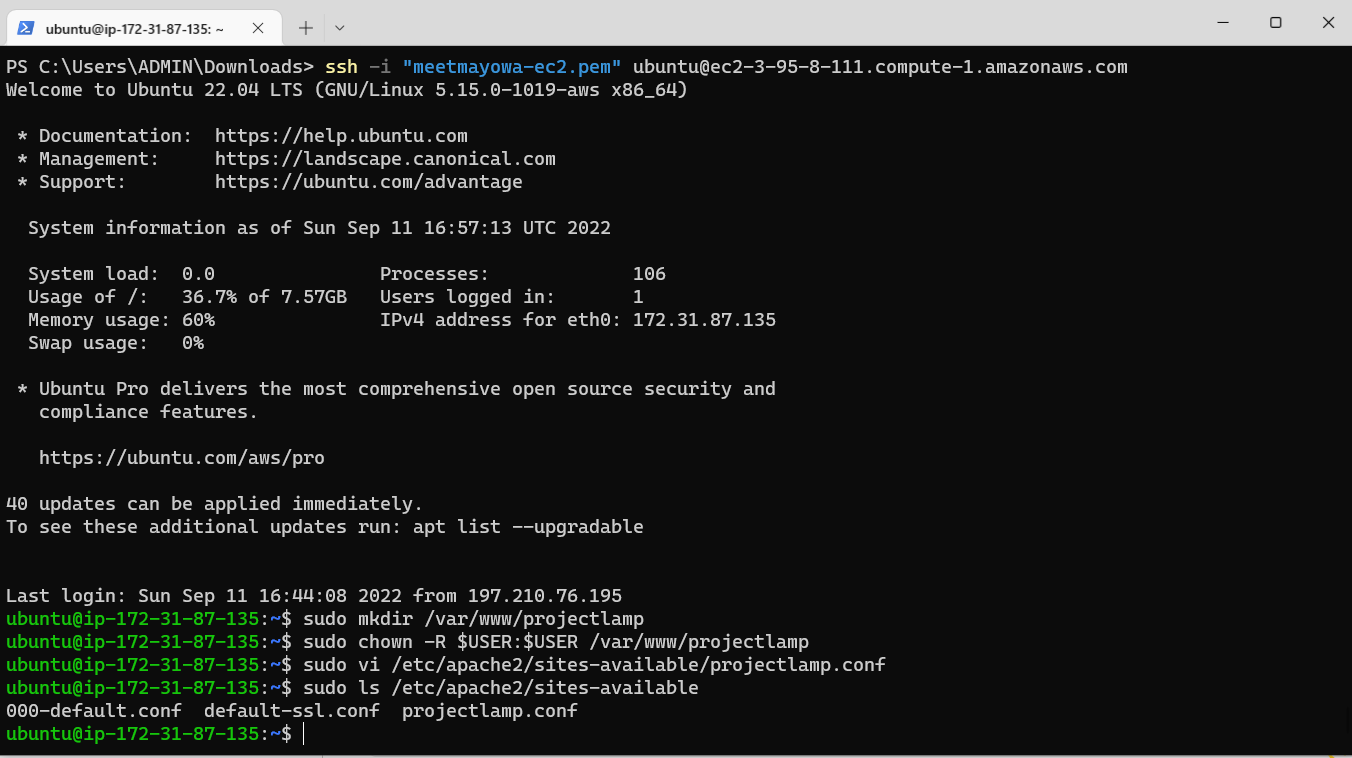 ubuntu@ip-172-31-87-135: ~
PS C:\Users\ADMIN\Downloads> ssh -i "meetmayowa-ec2.pem" ubuntu@ec2-3-95-8-111.compute-1.amazonaws.com
Welcome to Ubuntu 22.04 LTS (GNU/Linux 5.15.0-1019-aws x86_64)

 * Documentation:  https://help.ubuntu.com
 * Management:     https://landscape.canonical.com
 * Support:        https://ubuntu.com/advantage

  System information as of Sun Sep 11 16:57:13 UTC 2022

  System load:  0.0               Processes:             106
  Usage of /:   36.7% of 7.57GB   Users logged in:       1
  Memory usage: 60%               IPv4 address for eth0: 172.31.87.135
  Swap usage:   0%

 * Ubuntu Pro delivers the most comprehensive open source security and
   compliance features.

   https://ubuntu.com/aws/pro

40 updates can be applied immediately.
To see these additional updates run: apt list --upgradable

Last login: Sun Sep 11 16:44:08 2022 from 197.210.76.195
ubuntu@ip-172-31-87-135:~$ sudo mkdir /var/www/projectlamp
ubuntu@ip-172-31-87-135:~$ sudo chown -R $USER:$USER /var/www/projectlamp
ubuntu@ip-172-31-87-135:~$ sudo vi /etc/apache2/sites-available/projectlamp.conf
ubuntu@ip-172-31-87-135:~$ sudo ls /etc/apache2/sites-available
000-default.conf  default-ssl.conf  projectlamp.conf
ubuntu@ip-172-31-87-135:~$